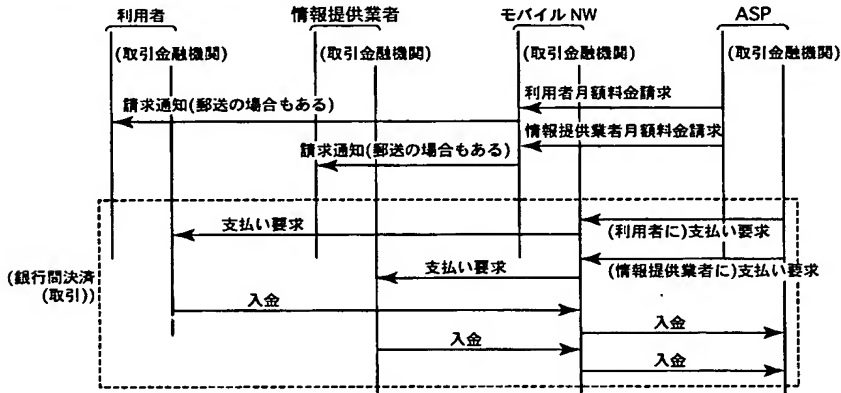 利用者
情報提供業者
モバイルNW
ASP
(取引金融機関)
(取引金融機関)
(取引金融機関)
(取引金融機関)
利用者月額料金請求
請求通知(郵送の場合もある)
情報提供業者月額料金請求
請求通知(郵送の場合もある)
支払い要求
(利用者に)支払い要求
支払い要求
(情報提供業者に)支払い要求
(銀行間決済
(取引))
入金
入金
入金
入金